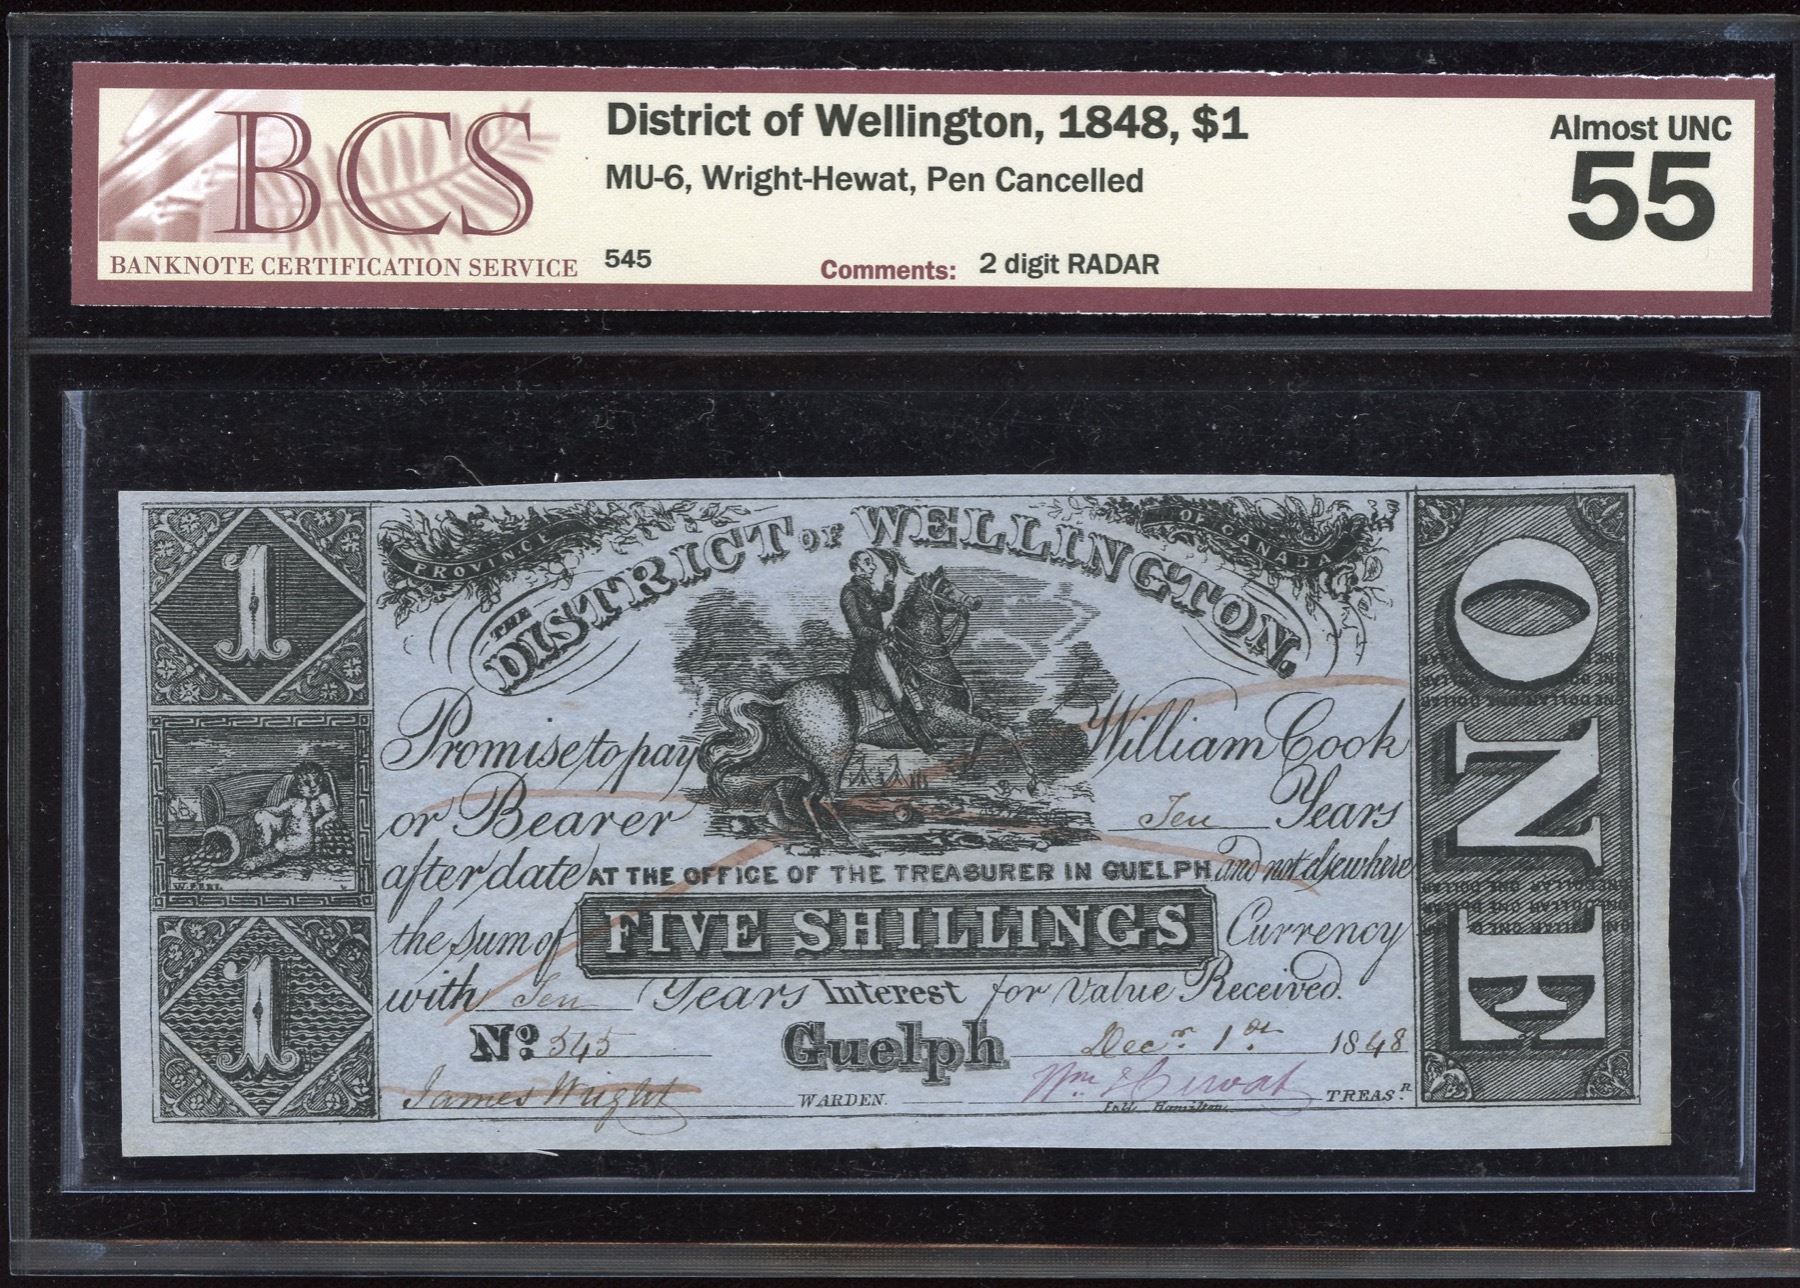 BCS
BANKNOTE CERTIFICATION SERVICE
District of Wellington, 1848, $1
MU-6, Wright-Hewat, Pen Cancelled
545
Comments: 2 digit RADAR
Almost UNC
55
PROVINCE OF CANADA
THE DISTRICT OF WELLINGTON.
1
Promise to pay William Cook
or Bearer Ten Years
after date AT THE OFFICE OF THE TREASURER IN GUELPH and not elsewhere
the sum of FIVE SHILLINGS Currency
with Ten Years Interest for Value Received.
No. 545 Guelph Decr. 1st. 1848
James Wright WARDEN. Wm Hewat TREASR.
1
ONE